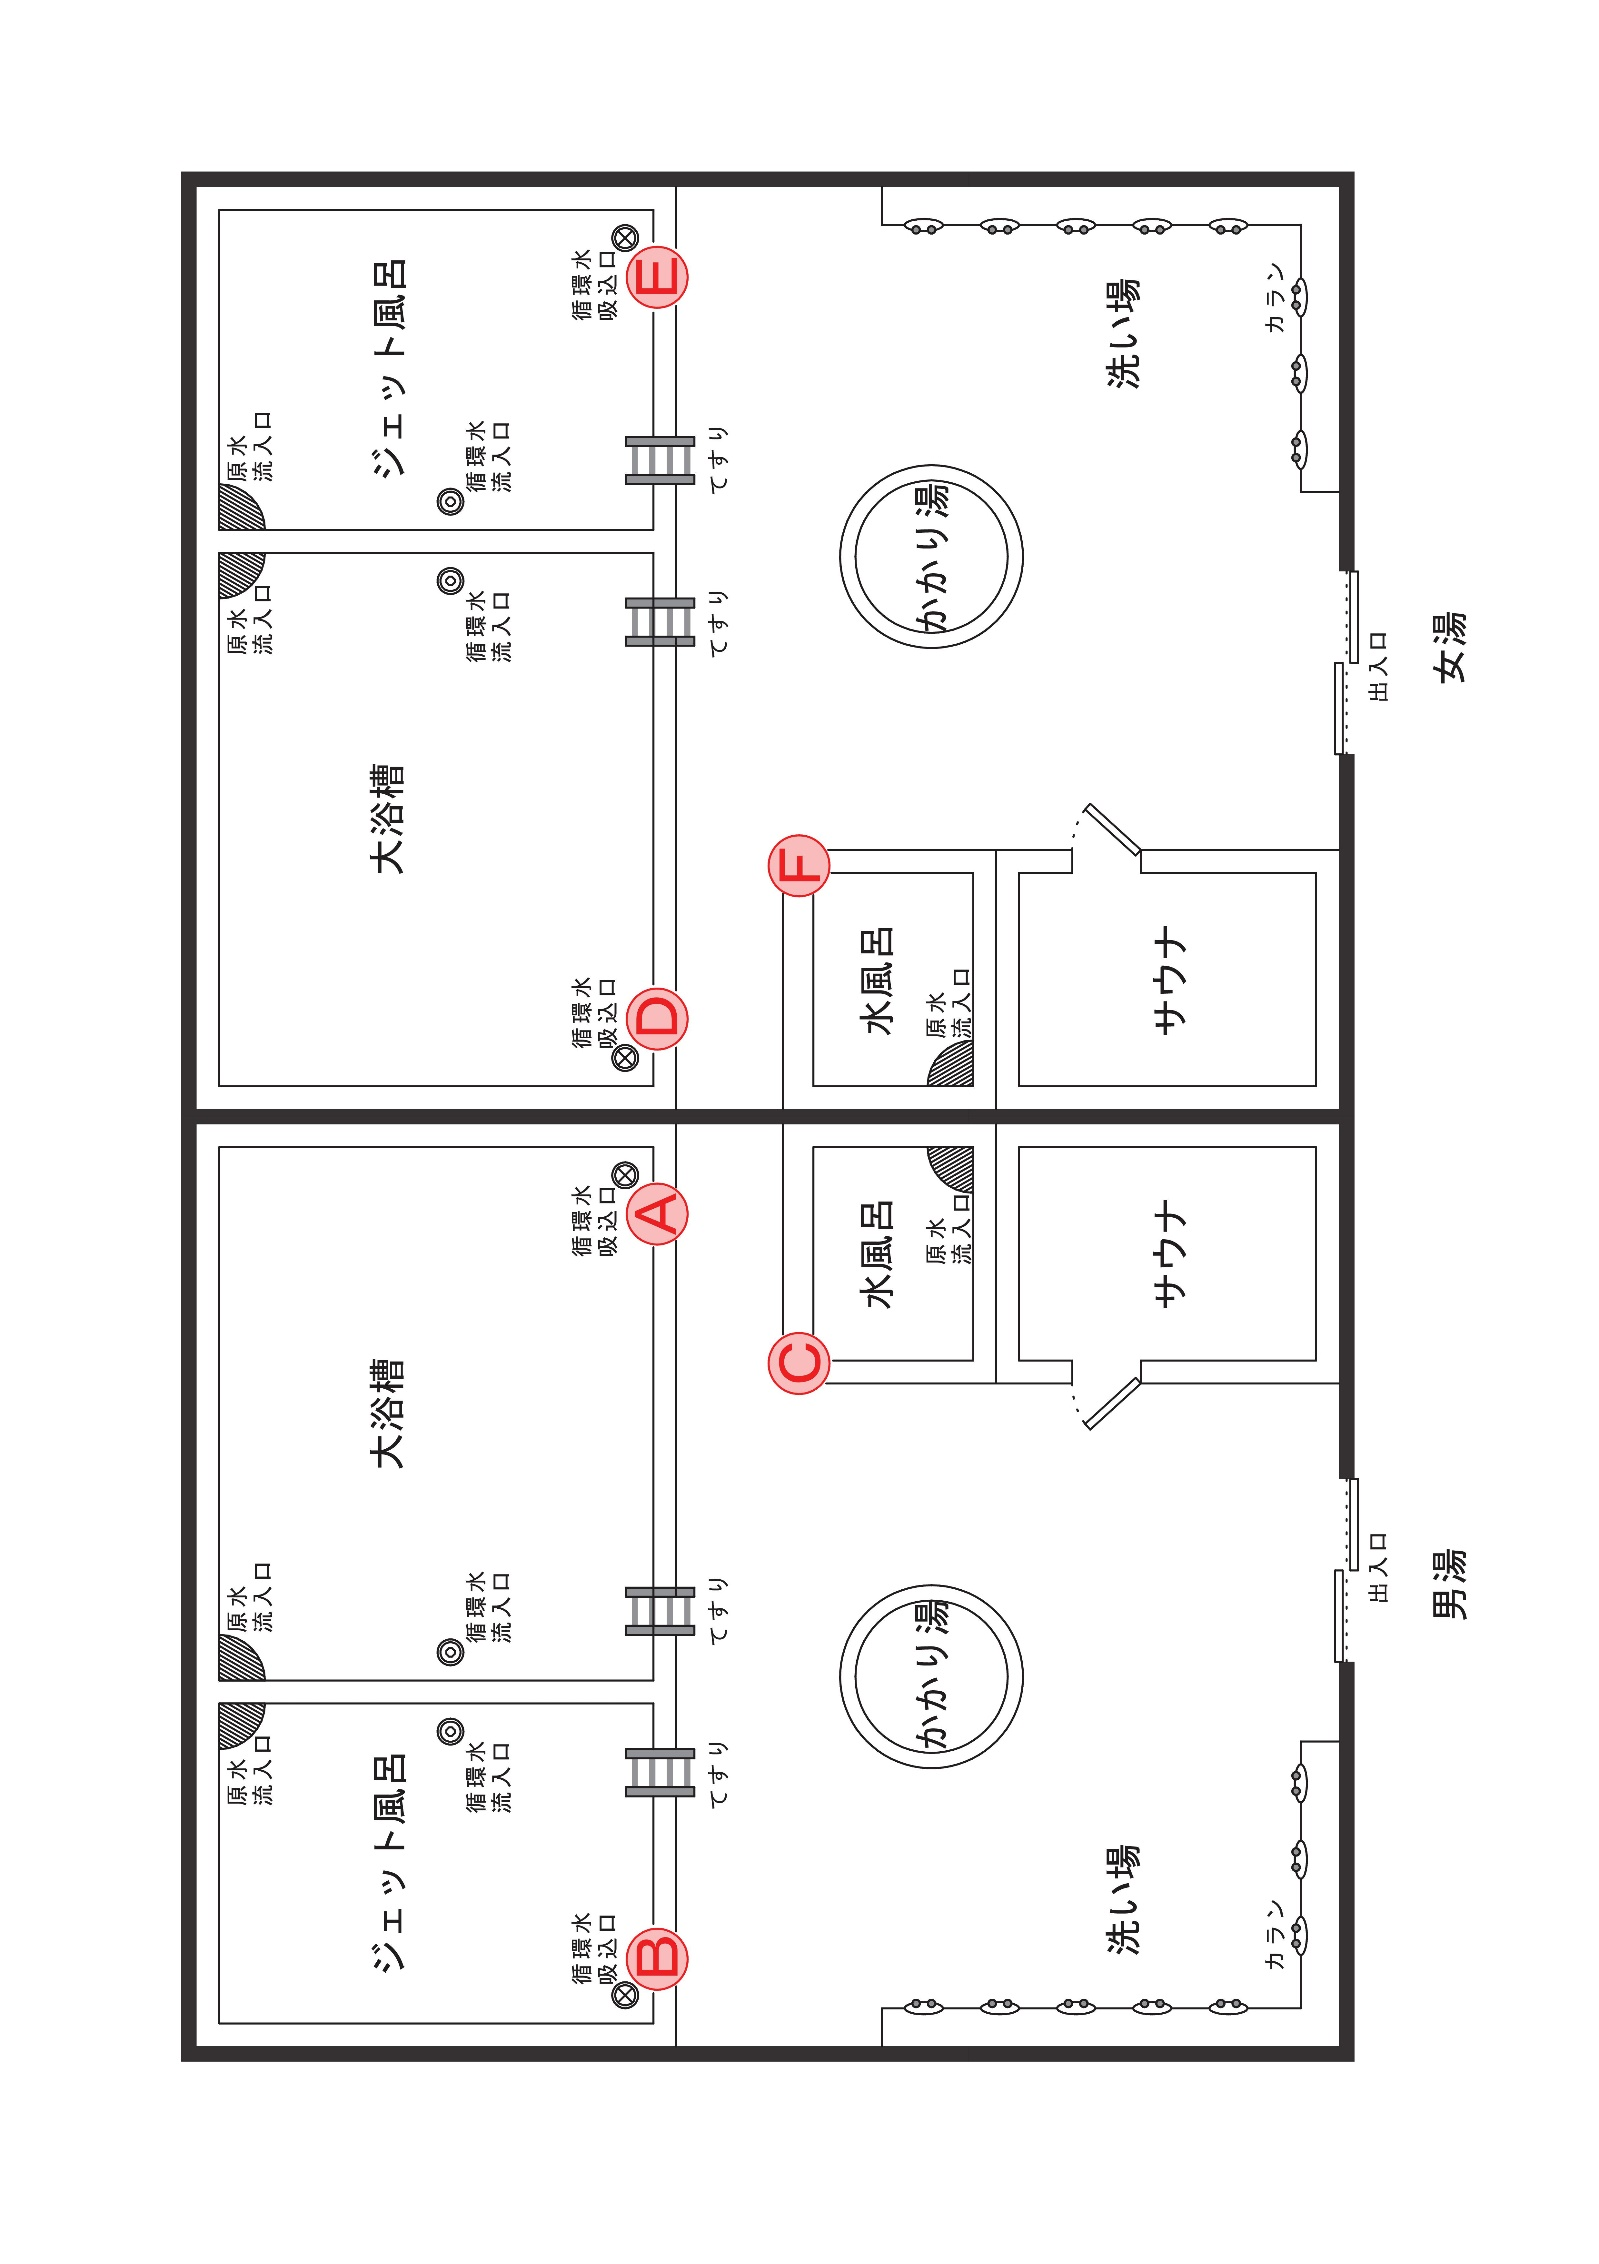 ジェット風呂
原水
流入口
循環水
流入口
循環水
吸込口
E
てすり
大浴槽
原水
流入口
循環水
流入口
循環水
吸込口
D
てすり
かかり湯
洗い場
カラン
F
水風呂
原水
流入口
サウナ
出入口
女湯
大浴槽
原水
流入口
循環水
流入口
循環水
吸込口
A
てすり
ジェット風呂
原水
流入口
循環水
流入口
循環水
吸込口
B
てすり
C
水風呂
原水
流入口
サウナ
かかり湯
洗い場
カラン
出入口
男湯